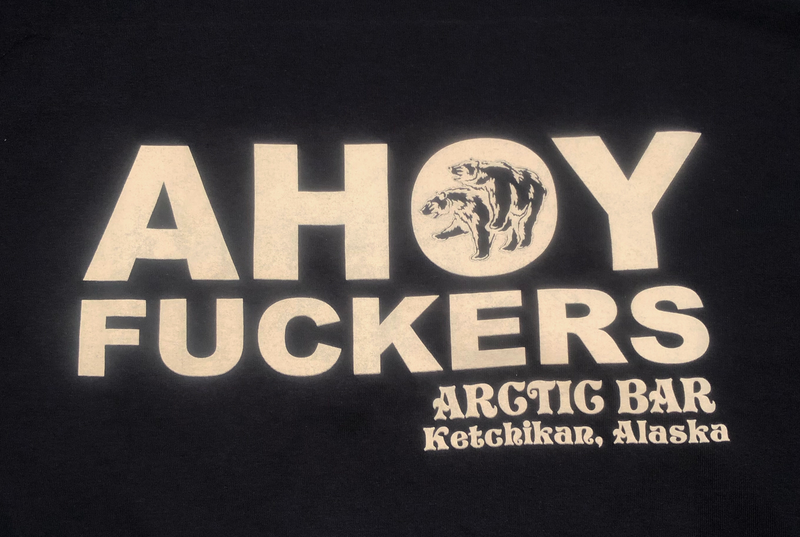 AHOY
FUCKERS
ARCTIC BAR
Ketchikan, Alaska